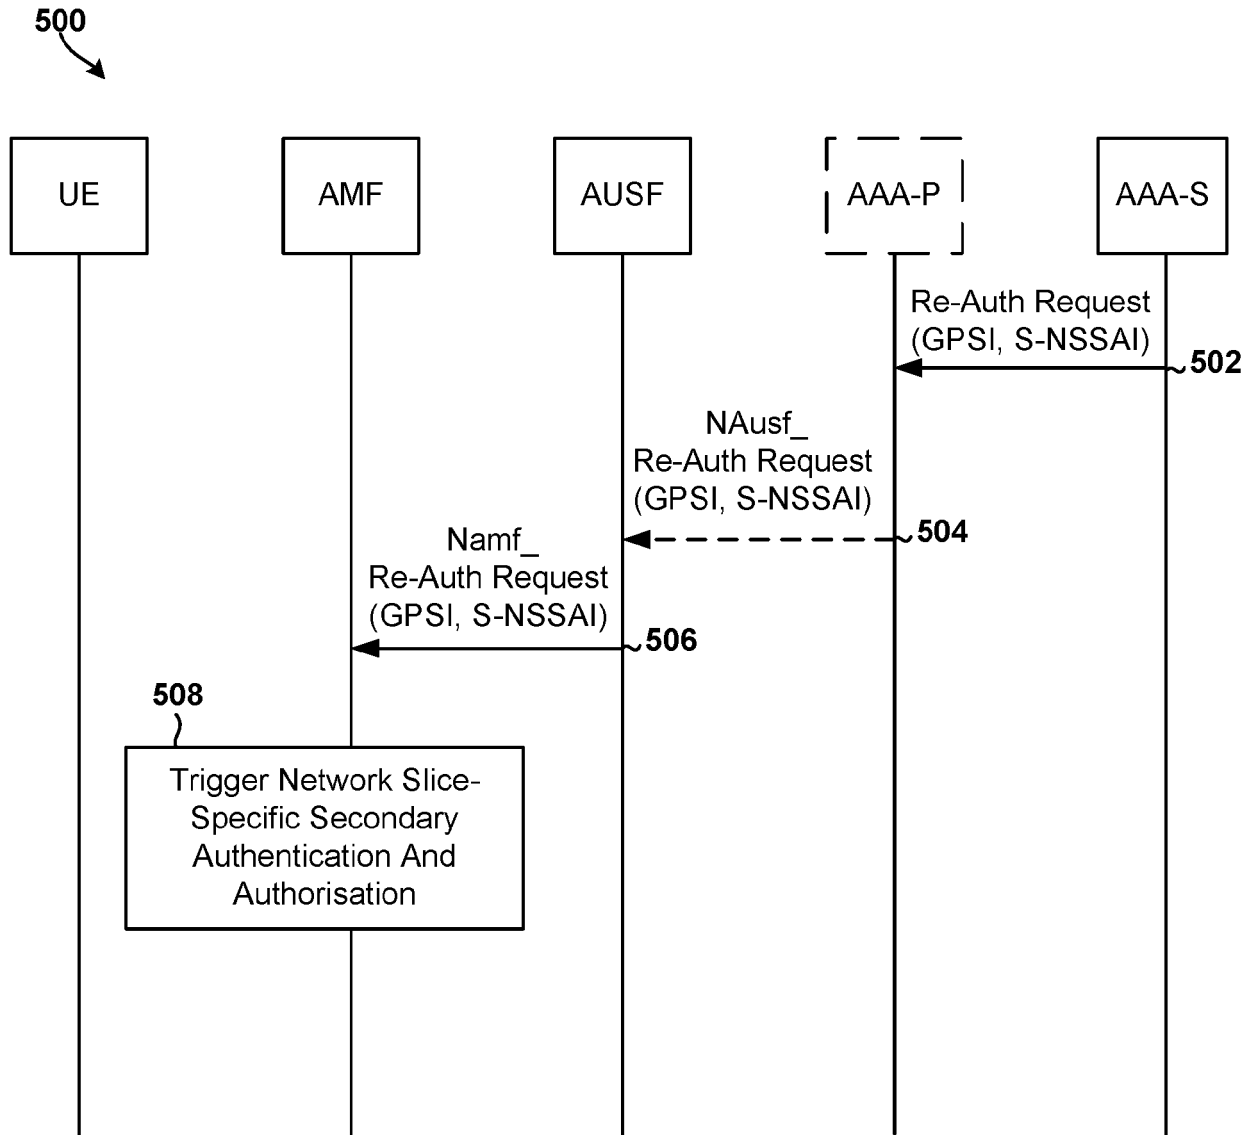 500
UE
AMF
AUSF
AAA-P
AAA-S
Re-Auth Request
(GPSI, S-NSSAI)
502
NAusf_
Re-Auth Request
(GPSI, S-NSSAI)
504
Namf_
Re-Auth Request
(GPSI, S-NSSAI)
506
508
Trigger Network Slice-
Specific Secondary
Authentication And
Authorisation